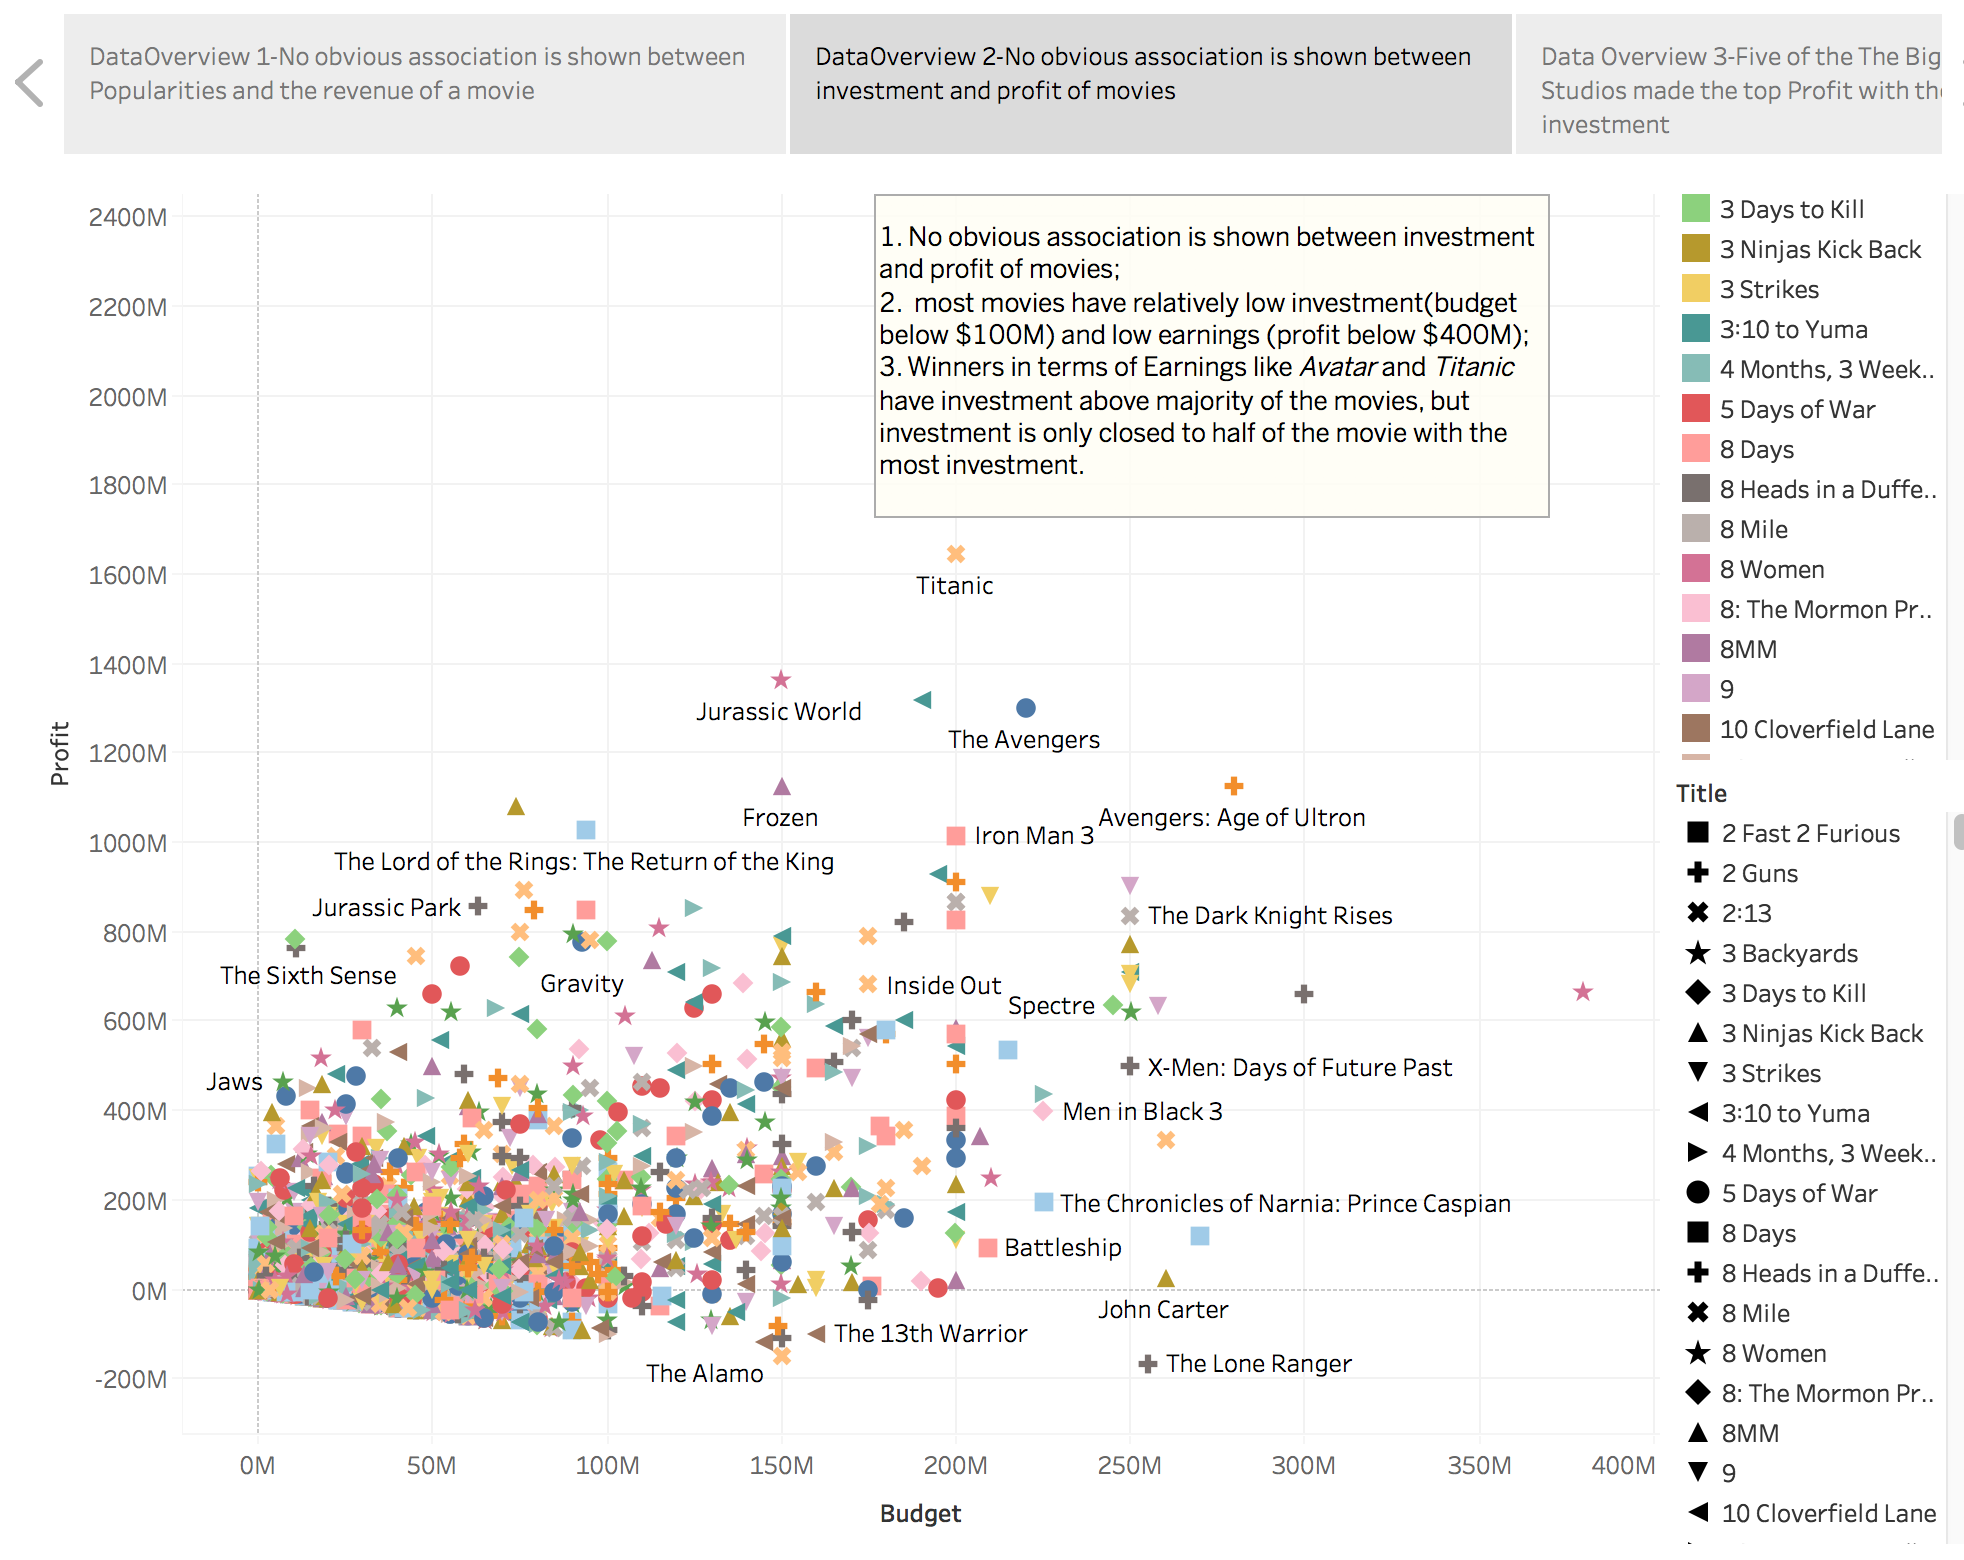 DataOverview 1-No obvious association is shown between
Popularities and the revenue of a movie
DataOverview 2-No obvious association is shown between
investment and profit of movies
Data Overview 3-Five of the The Big
Studios made the top Profit with the
investment
2400M
2200M
2000M
1800M
1600M
1400M
1200M
1000M
800M
600M
400M
200M
0M
-200M
Profit
1. No obvious association is shown between investment
and profit of movies;
2.  most movies have relatively low investment(budget
below $100M) and low earnings (profit below $400M);
3. Winners in terms of Earnings like Avatar and Titanic
have investment above majority of the movies, but
investment is only closed to half of the movie with the
most investment.
Titanic
Jurassic World
The Avengers
Frozen
Avengers: Age of Ultron
Iron Man 3
The Lord of the Rings: The Return of the King
Jurassic Park
The Dark Knight Rises
The Sixth Sense
Gravity
Inside Out
Spectre
Jaws
X-Men: Days of Future Past
Men in Black 3
The Chronicles of Narnia: Prince Caspian
Battleship
John Carter
The 13th Warrior
The Alamo
The Lone Ranger
0M
50M
100M
150M
200M
250M
300M
350M
400M
Budget
3 Days to Kill
3 Ninjas Kick Back
3 Strikes
3:10 to Yuma
4 Months, 3 Week..
5 Days of War
8 Days
8 Heads in a Duffe..
8 Mile
8 Women
8: The Mormon Pr..
8MM
9
10 Cloverfield Lane
Title
2 Fast 2 Furious
2 Guns
2:13
3 Backyards
3 Days to Kill
3 Ninjas Kick Back
3 Strikes
3:10 to Yuma
4 Months, 3 Week..
5 Days of War
8 Days
8 Heads in a Duffe..
8 Mile
8 Women
8: The Mormon Pr..
8MM
9
10 Cloverfield Lane